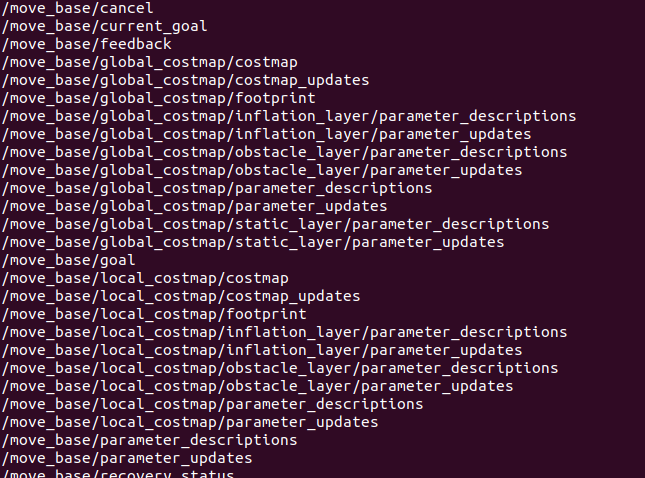 /move_base/cancel
/move_base/current_goal
/move_base/feedback
/move_base/global_costmap/costmap
/move_base/global_costmap/costmap_updates
/move_base/global_costmap/footprint
/move_base/global_costmap/inflation_layer/parameter_descriptions
/move_base/global_costmap/inflation_layer/parameter_updates
/move_base/global_costmap/obstacle_layer/parameter_descriptions
/move_base/global_costmap/obstacle_layer/parameter_updates
/move_base/global_costmap/parameter_descriptions
/move_base/global_costmap/parameter_updates
/move_base/global_costmap/static_layer/parameter_descriptions
/move_base/global_costmap/static_layer/parameter_updates
/move_base/goal
/move_base/local_costmap/costmap
/move_base/local_costmap/costmap_updates
/move_base/local_costmap/footprint
/move_base/local_costmap/inflation_layer/parameter_descriptions
/move_base/local_costmap/inflation_layer/parameter_updates
/move_base/local_costmap/obstacle_layer/parameter_descriptions
/move_base/local_costmap/obstacle_layer/parameter_updates
/move_base/local_costmap/parameter_descriptions
/move_base/local_costmap/parameter_updates
/move_base/parameter_descriptions
/move_base/parameter_updates
/move_base/recovery_status